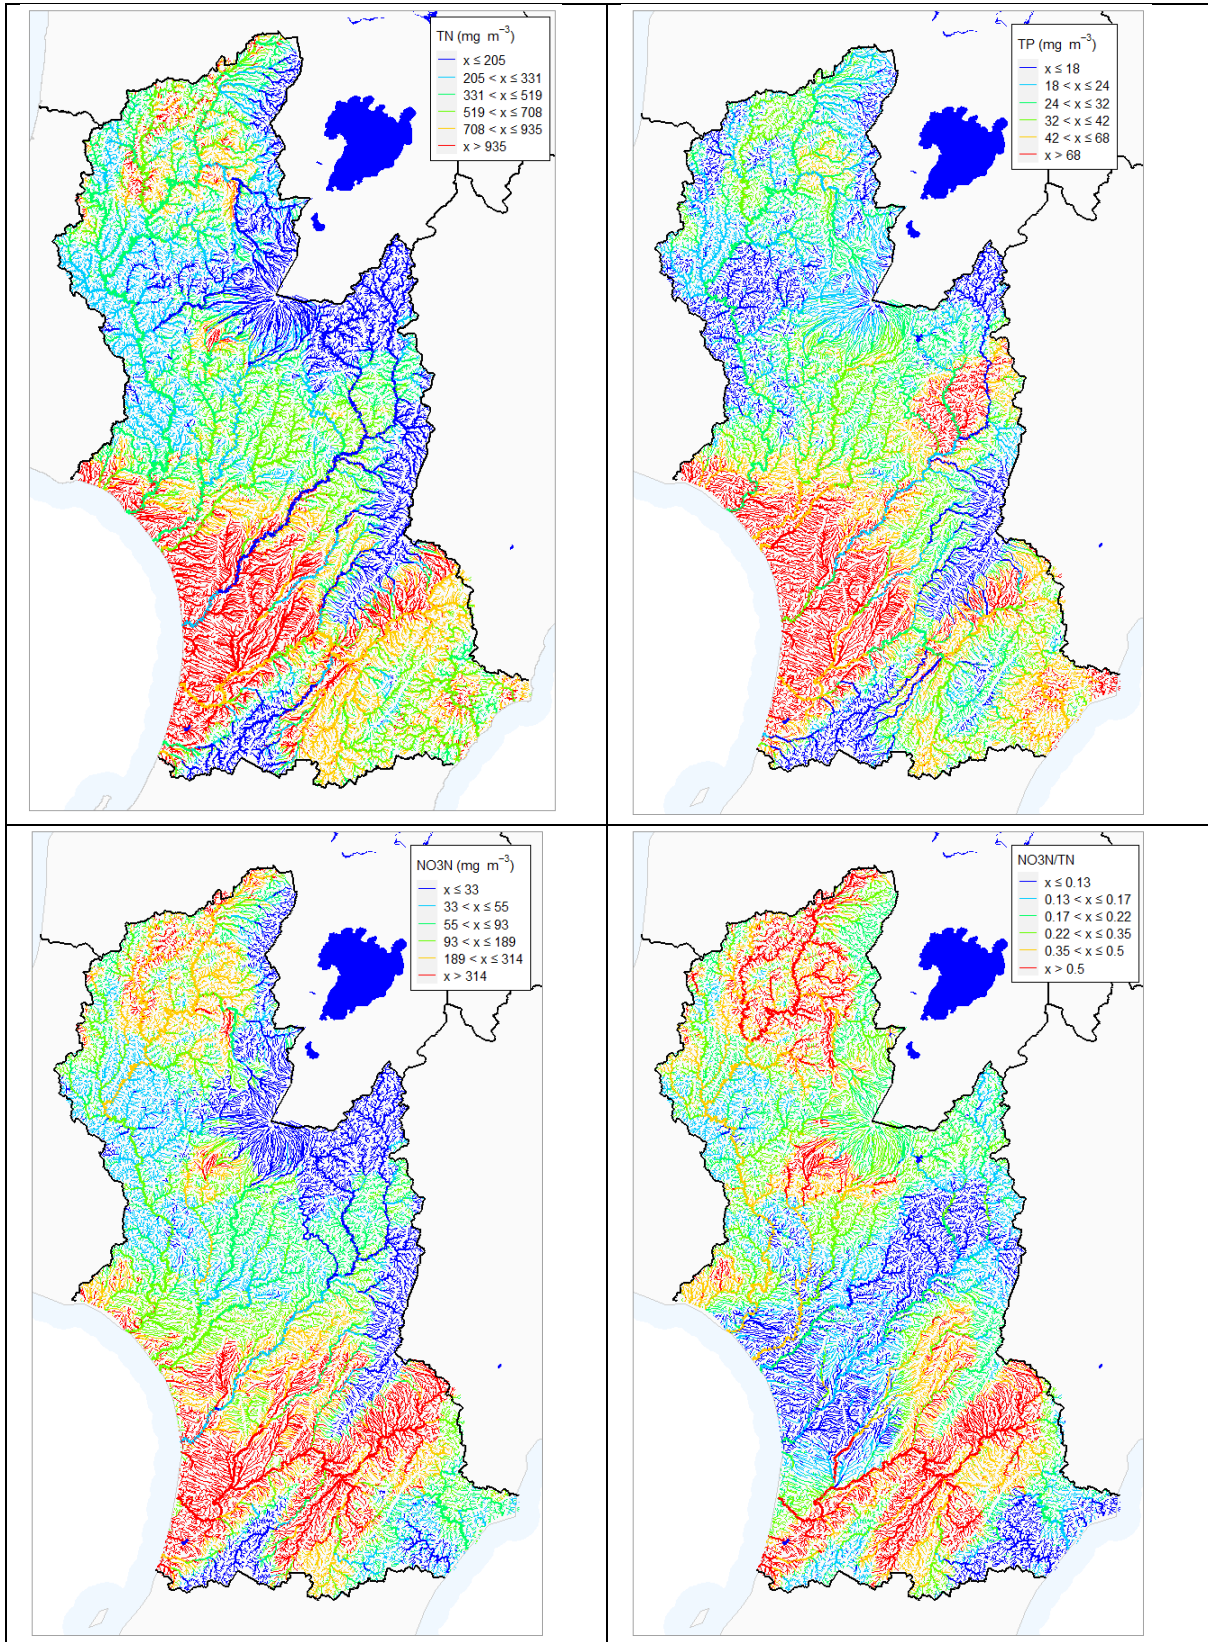 TN (mg m⁻³)
x ≤ 205
205 < x ≤ 331
331 < x ≤ 519
519 < x ≤ 708
708 < x ≤ 935
x > 935
TP (mg m⁻³)
x ≤ 18
18 < x ≤ 24
24 < x ≤ 32
32 < x ≤ 42
42 < x ≤ 68
x > 68
NO3N (mg m⁻³)
x ≤ 33
33 < x ≤ 55
55 < x ≤ 93
93 < x ≤ 189
189 < x ≤ 314
x > 314
NO3N/TN
x ≤ 0.13
0.13 < x ≤ 0.17
0.17 < x ≤ 0.22
0.22 < x ≤ 0.35
0.35 < x ≤ 0.5
x > 0.5